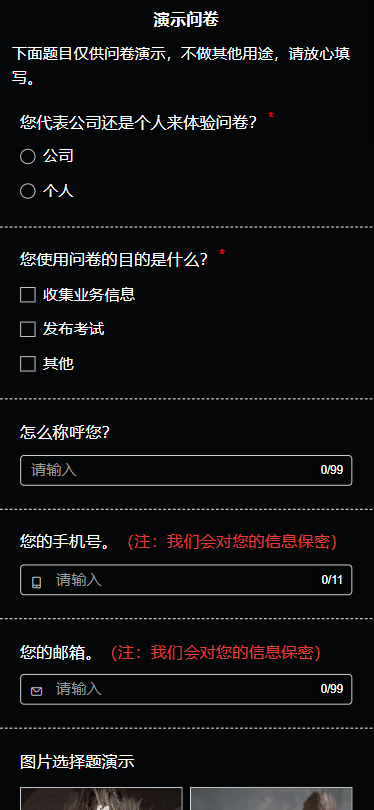 演示问卷
下面题目仅供问卷演示，不做其他用途，请放心填
写。
您代表公司还是个人来体验问卷？ *
公司
个人
您使用问卷的目的是什么？ *
收集业务信息
发布考试
其他
怎么称呼您？
请输入 0/99
您的手机号。（注：我们会对您的信息保密）
请输入 0/11
您的邮箱。（注：我们会对您的信息保密）
请输入 0/99
图片选择题演示